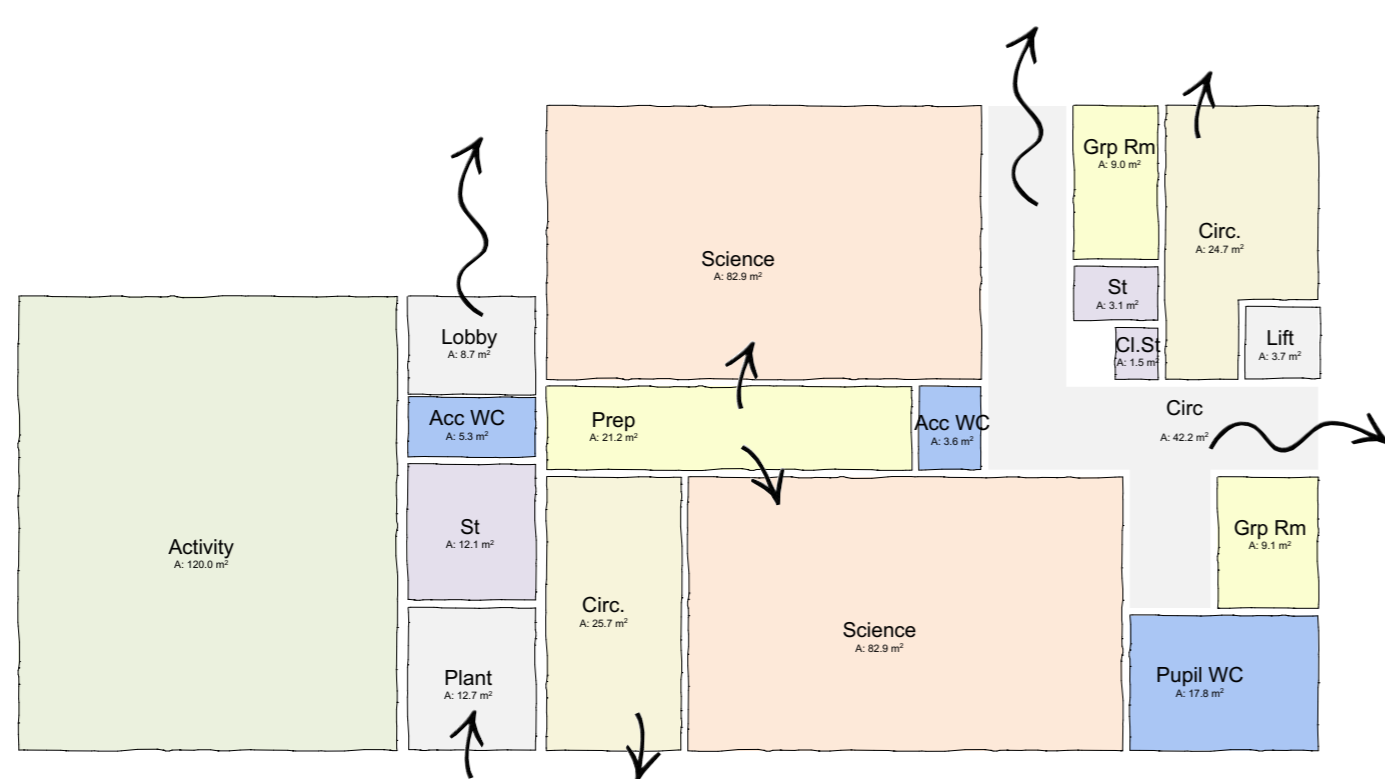 Grp Rm
A: 9.0 m²
Circ.
A: 24.7 m²
Science
A: 82.9 m²
St
A: 3.1 m²
Lobby
A: 8.7 m²
Cl.St
A: 1.5 m²
Lift
A: 3.7 m²
Acc WC
A: 5.3 m²
Prep
A: 21.2 m²
Acc WC
A: 3.6 m²
Circ
A: 42.2 m²
St
A: 12.1 m²
Grp Rm
A: 9.1 m²
Activity
A: 120.0 m²
Circ.
A: 25.7 m²
Science
A: 82.9 m²
Plant
A: 12.7 m²
Pupil WC
A: 17.8 m²